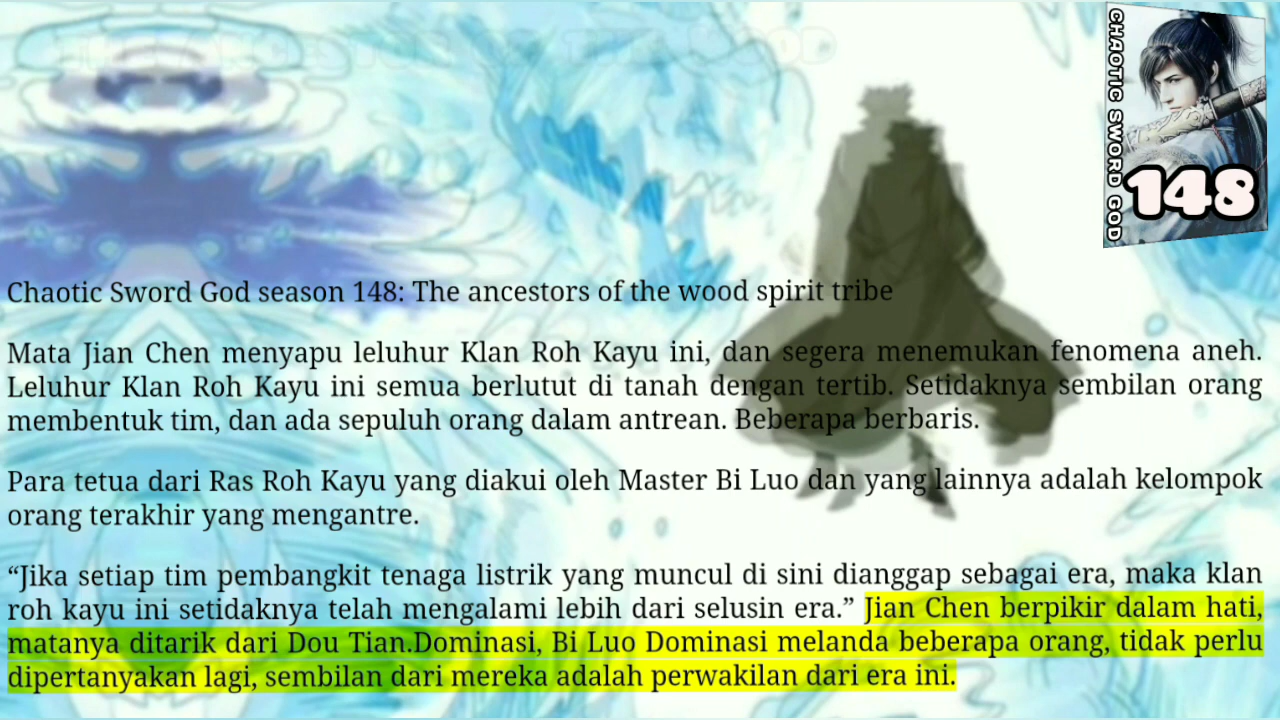 CHAOTIC SWORD GOD
148
Chaotic Sword God season 148: The ancestors of the wood spirit tribe
Mata Jian Chen menyapu leluhur Klan Roh Kayu ini, dan segera menemukan fenomena aneh.
Leluhur Klan Roh Kayu ini semua berlutut di tanah dengan tertib. Setidaknya sembilan orang
membentuk tim, dan ada sepuluh orang dalam antrean. Beberapa berbaris.
Para tetua dari Ras Roh Kayu yang diakui oleh Master Bi Luo dan yang lainnya adalah kelompok
orang terakhir yang mengantre.
“Jika setiap tim pembangkit tenaga listrik yang muncul di sini dianggap sebagai era, maka klan
roh kayu ini setidaknya telah mengalami lebih dari selusin era.” Jian Chen berpikir dalam hati,
matanya ditarik dari Dou Tian.Dominasi, Bi Luo Dominasi melanda beberapa orang, tidak perlu
dipertanyakan lagi, sembilan dari mereka adalah perwakilan dari era ini.